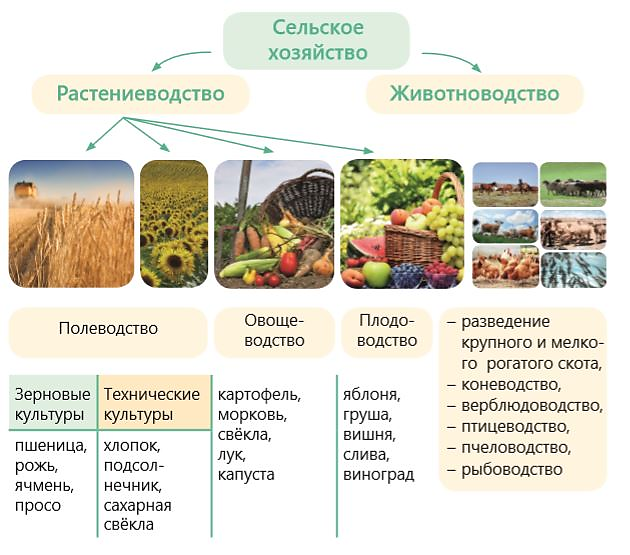 Сельское
хозяйство
Растениеводство
Животноводство
Полеводство
Овоще-
водство
Плодо-
водство
– разведение
крупного и мелко-
го рогатого скота,
– коневодство,
– верблюдоводство,
– птицеводство,
– пчеловодство,
– рыбоводство
Зерновые
культуры
Технические
культуры
пшеница,
рожь,
ячмень,
просо
хлопок,
подсол-
нечник,
сахарная
свёкла
картофель,
морковь,
свёкла,
лук,
капуста
яблоня,
груша,
вишня,
слива,
виноград